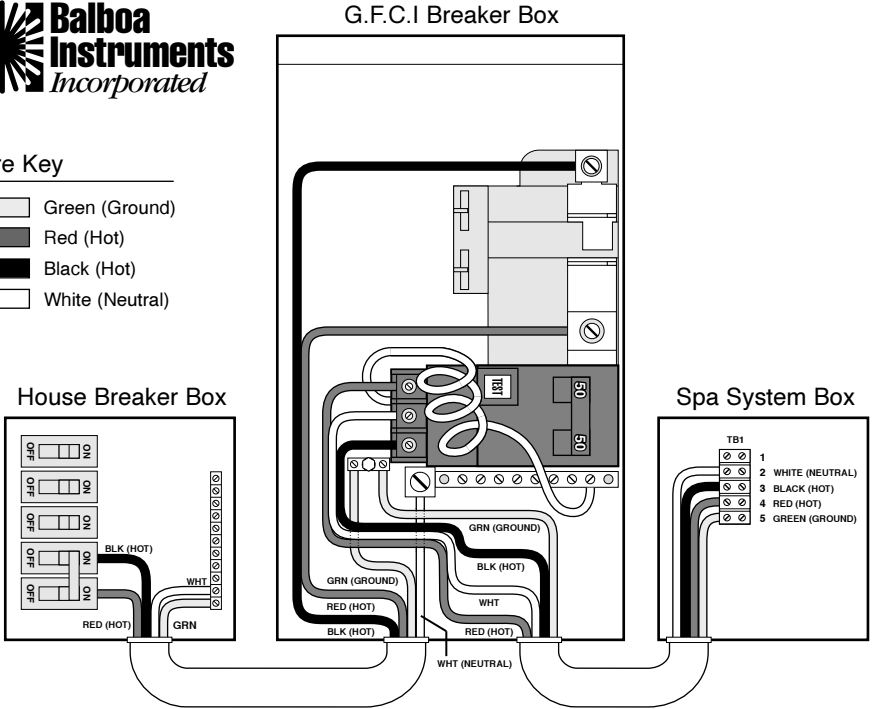 Balboa
Instruments
Incorporated
G.F.C.I Breaker Box
re Key
Green (Ground)
Red (Hot)
Black (Hot)
White (Neutral)
House Breaker Box
OFF ON
OFF ON
OFF ON
OFF ON
OFF ON
BLK (HOT)
WHT
RED (HOT)
GRN
TEST
50
50
GRN (GROUND)
BLK (HOT)
GRN (GROUND)
WHT
RED (HOT)
RED (HOT)
BLK (HOT)
WHT (NEUTRAL)
Spa System Box
TB1
1
2 WHITE (NEUTRAL)
3 BLACK (HOT)
4 RED (HOT)
5 GREEN (GROUND)